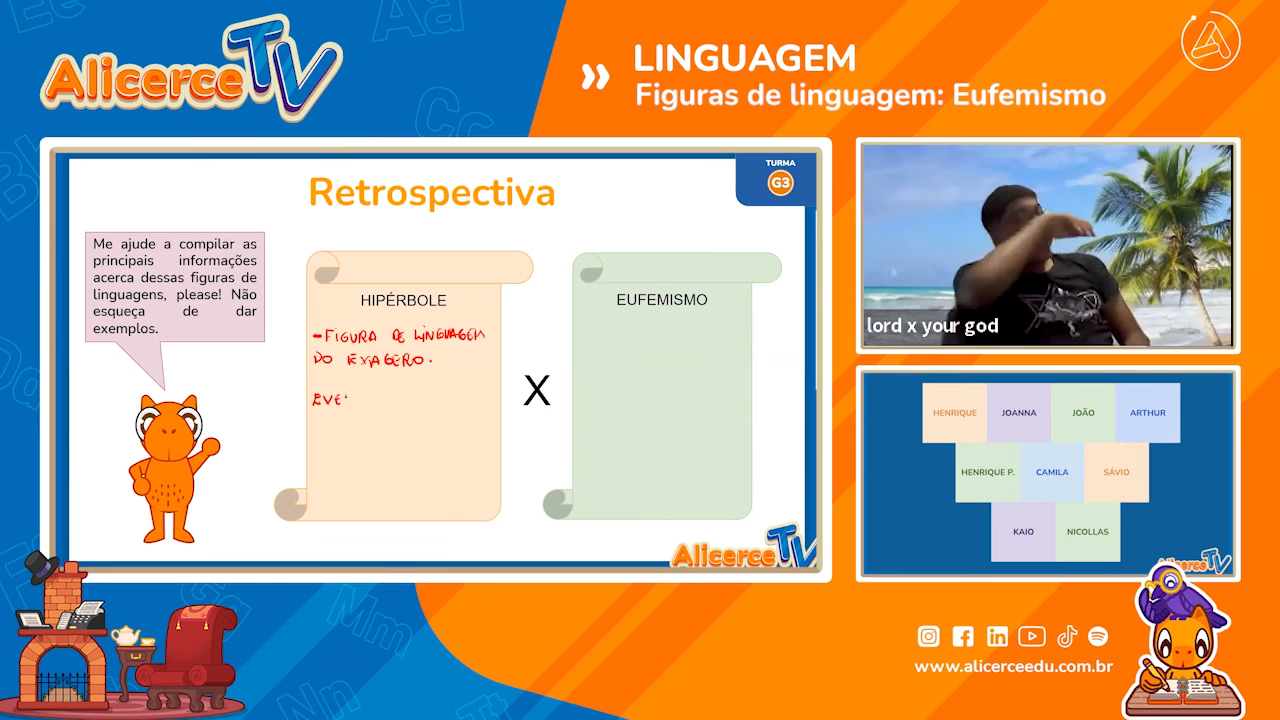 AlicerceTV
LINGUAGEM
Figuras de linguagem: Eufemismo
Retrospectiva
TURMA
G3
Me ajude a compilar as
principais informações
acerca dessas figuras de
linguagens, please! Não
esqueça de dar
exemplos.
HIPÉRBOLE
-FIGURA DE LINGUAGEM
DO EXAGERO.
X
EUFEMISMO
AlicerceTV
lord x your god
HENRIQUE JOANNA JOÃO ARTHUR
HENRIQUE P. CAMILA SÁVIO
KAIO NICOLLAS
AlicerceTV
www.alicerceedu.com.br